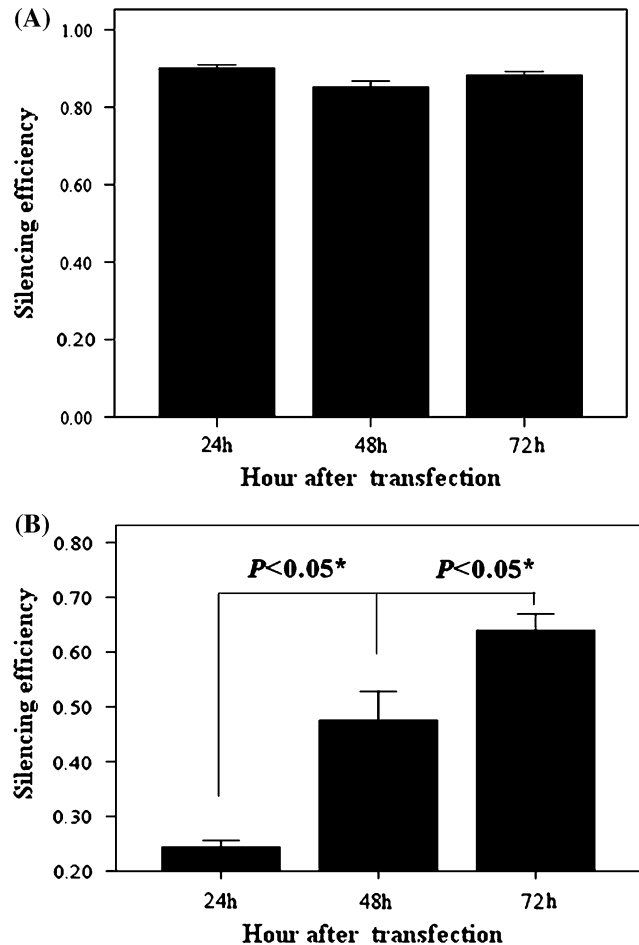 (A)
1.00
0.80
0.60
0.40
0.20
0.00
Silencing efficiency
24h 48h 72h
Hour after transfection
(B)
0.80
0.70
0.60
0.50
0.40
0.30
0.20
Silencing efficiency
P<0.05* P<0.05*
24h 48h 72h
Hour after transfection